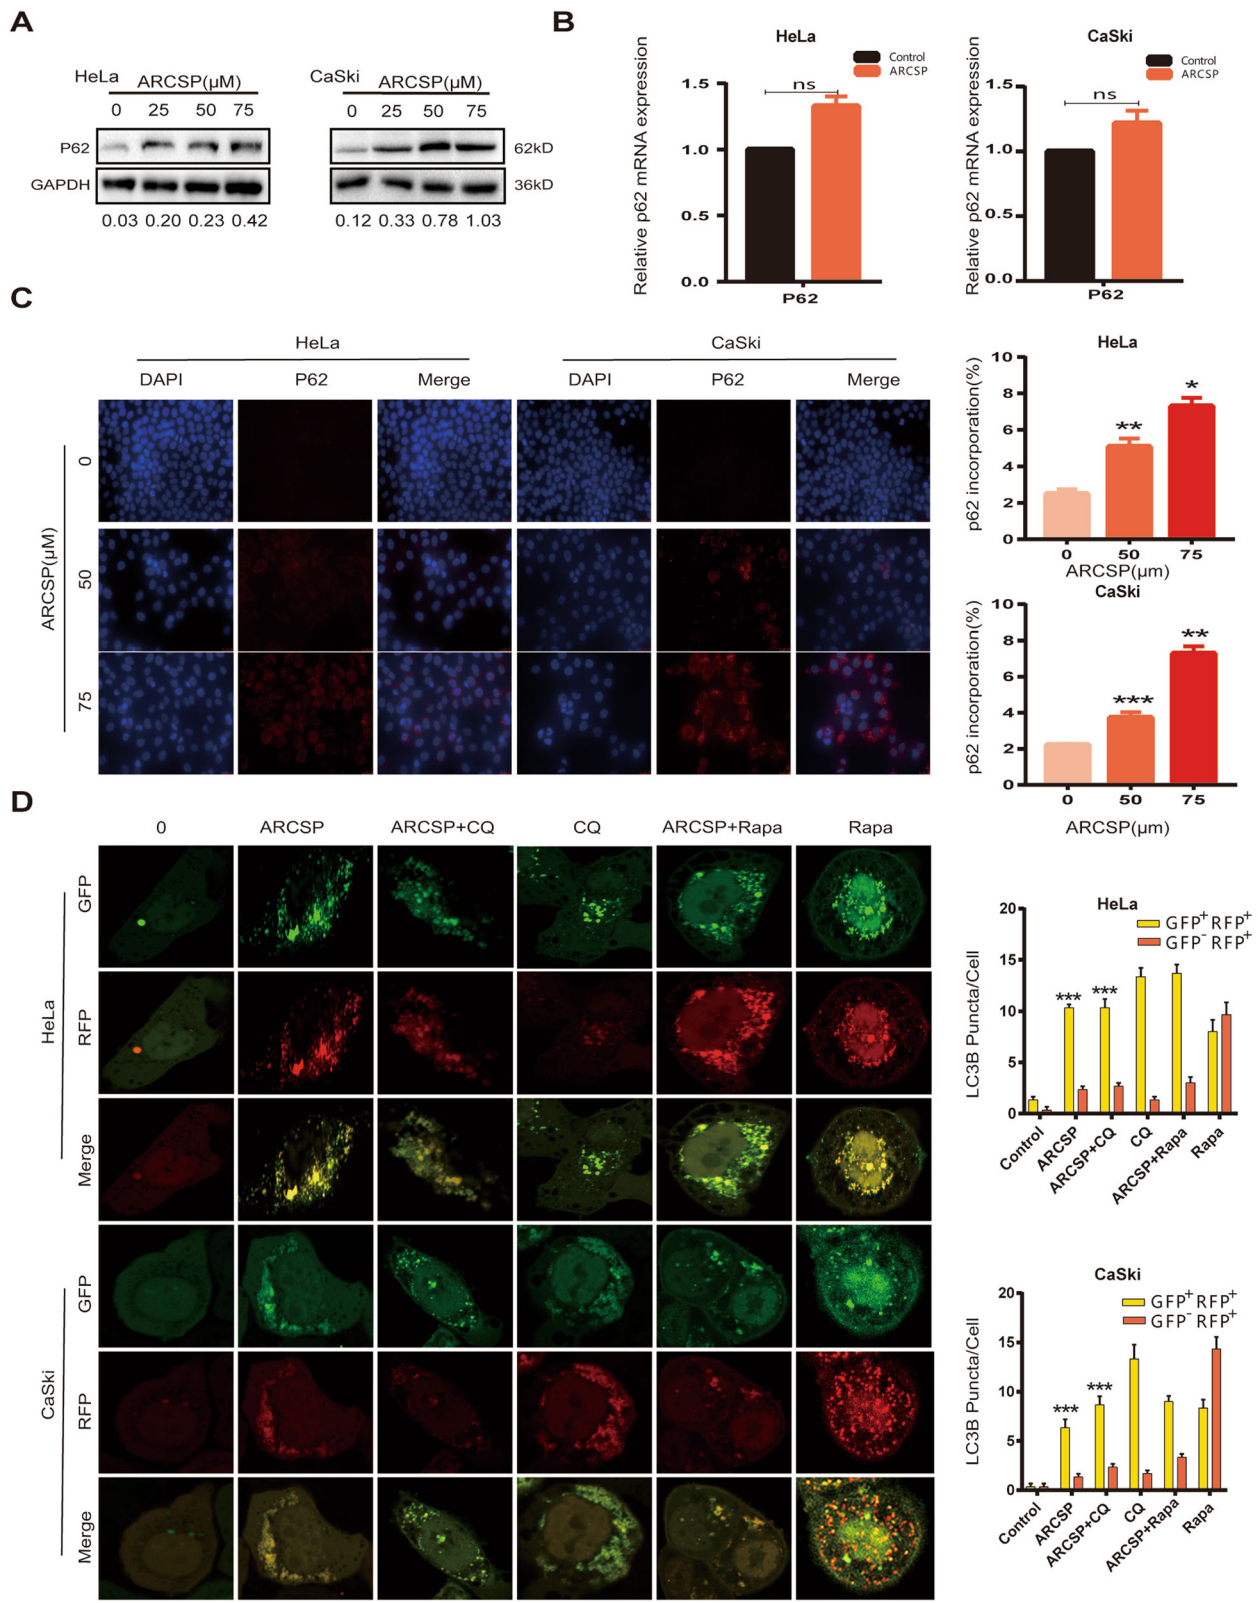 A
HeLa ARCSP(µM)
0 25 50 75
CaSki ARCSP(µM)
0 25 50 75
P62
62kD
GAPDH
36kD
0.03 0.20 0.23 0.42
0.12 0.33 0.78 1.03
B
HeLa
Control
ARCSP
Relative p62 mRNA expression
1.5
1.0
0.5
0.0
ns
P62
CaSki
Control
ARCSP
Relative p62 mRNA expression
1.5
1.0
0.5
0.0
ns
P62
C
HeLa
CaSki
DAPI P62 Merge DAPI P62 Merge
ARCSP(µM)
0
50
75
HeLa
p62 incorporation(%)
10
8
6
4
2
0
**
*
0 50 75
ARCSP(µm)
CaSki
p62 incorporation(%)
10
8
6
4
2
0
***
**
0 50 75
ARCSP(µm)
D
0 ARCSP ARCSP+CQ CQ ARCSP+Rapa Rapa
HeLa
GFP
RFP
Merge
CaSki
GFP
RFP
Merge
HeLa
GFP+ RFP+
GFP- RFP+
LC3B Puncta/Cell
20
15
10
5
0
***
***
Control ARCSP ARCSP+CQ CQ ARCSP+Rapa Rapa
CaSki
GFP+ RFP+
GFP- RFP+
LC3B Puncta/Cell
20
15
10
5
0
***
***
Control ARCSP ARCSP+CQ CQ ARCSP+Rapa Rapa